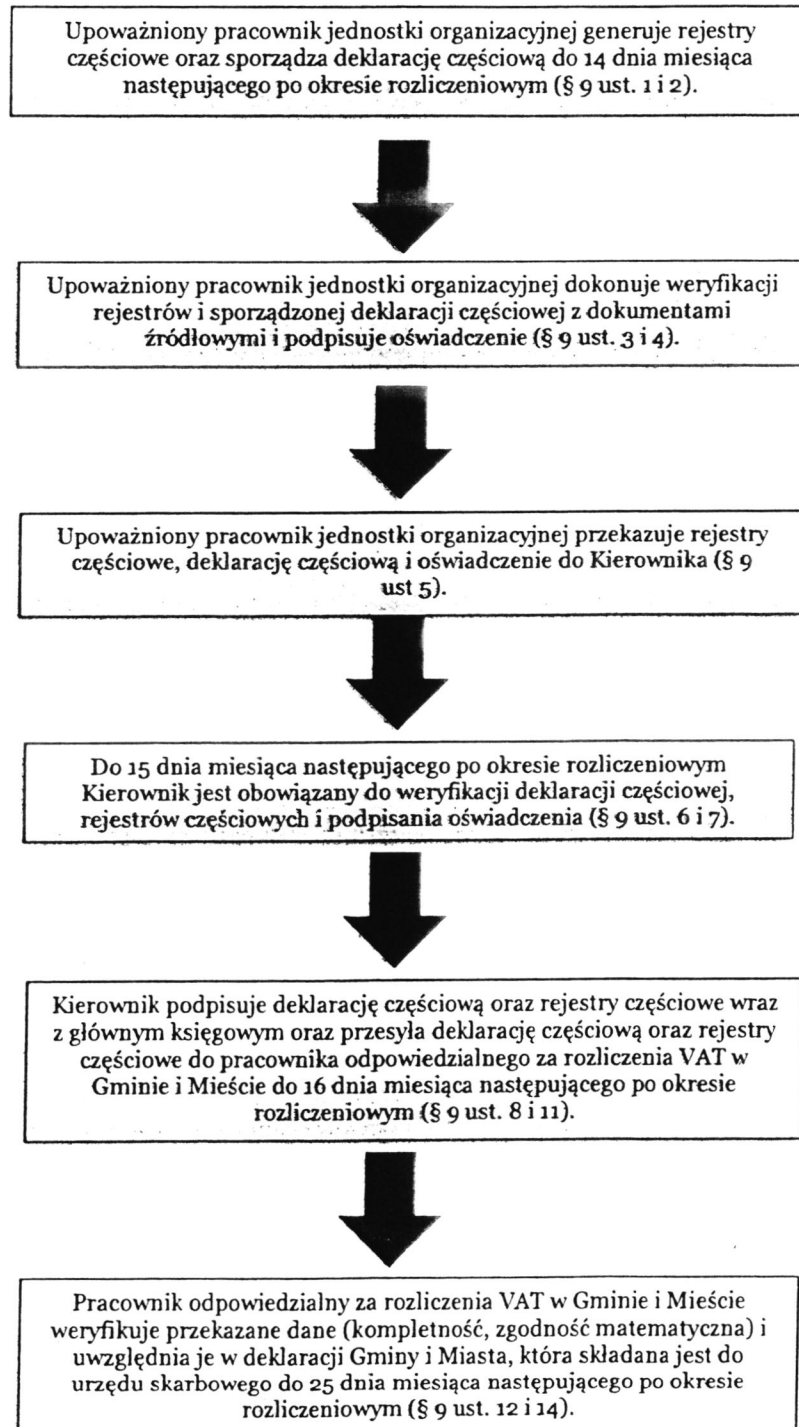 Upoważniony pracownik jednostki organizacyjnej generuje rejestry
częściowe oraz sporządza deklarację częściową do 14 dnia miesiąca
następującego po okresie rozliczeniowym (§ 9 ust. 1 i 2).
Upoważniony pracownik jednostki organizacyjnej dokonuje weryfikacji
rejestrów i sporządzonej deklaracji częściowej z dokumentami
źródłowymi i podpisuje oświadczenie (§ 9 ust. 3 i 4).
Upoważniony pracownik jednostki organizacyjnej przekazuje rejestry
częściowe, deklarację częściową i oświadczenie do Kierownika (§ 9
ust 5).
Do 15 dnia miesiąca następującego po okresie rozliczeniowym
Kierownik jest obowiązany do weryfikacji deklaracji częściowej,
rejestrów częściowych i podpisania oświadczenia (§ 9 ust. 6 i 7).
Kierownik podpisuje deklarację częściową oraz rejestry częściowe wraz
z głównym księgowym oraz przesyła deklarację częściową oraz rejestry
częściowe do pracownika odpowiedzialnego za rozliczenia VAT w
Gminie i Mieście do 16 dnia miesiąca następującego po okresie
rozliczeniowym (§ 9 ust. 8 i 11).
Pracownik odpowiedzialny za rozliczenia VAT w Gminie i Mieście
weryfikuje przekazane dane (kompletność, zgodność matematyczna) i
uwzględnia je w deklaracji Gminy i Miasta, która składana jest do
urzędu skarbowego do 25 dnia miesiąca następującego po okresie
rozliczeniowym (§ 9 ust. 12 i 14).